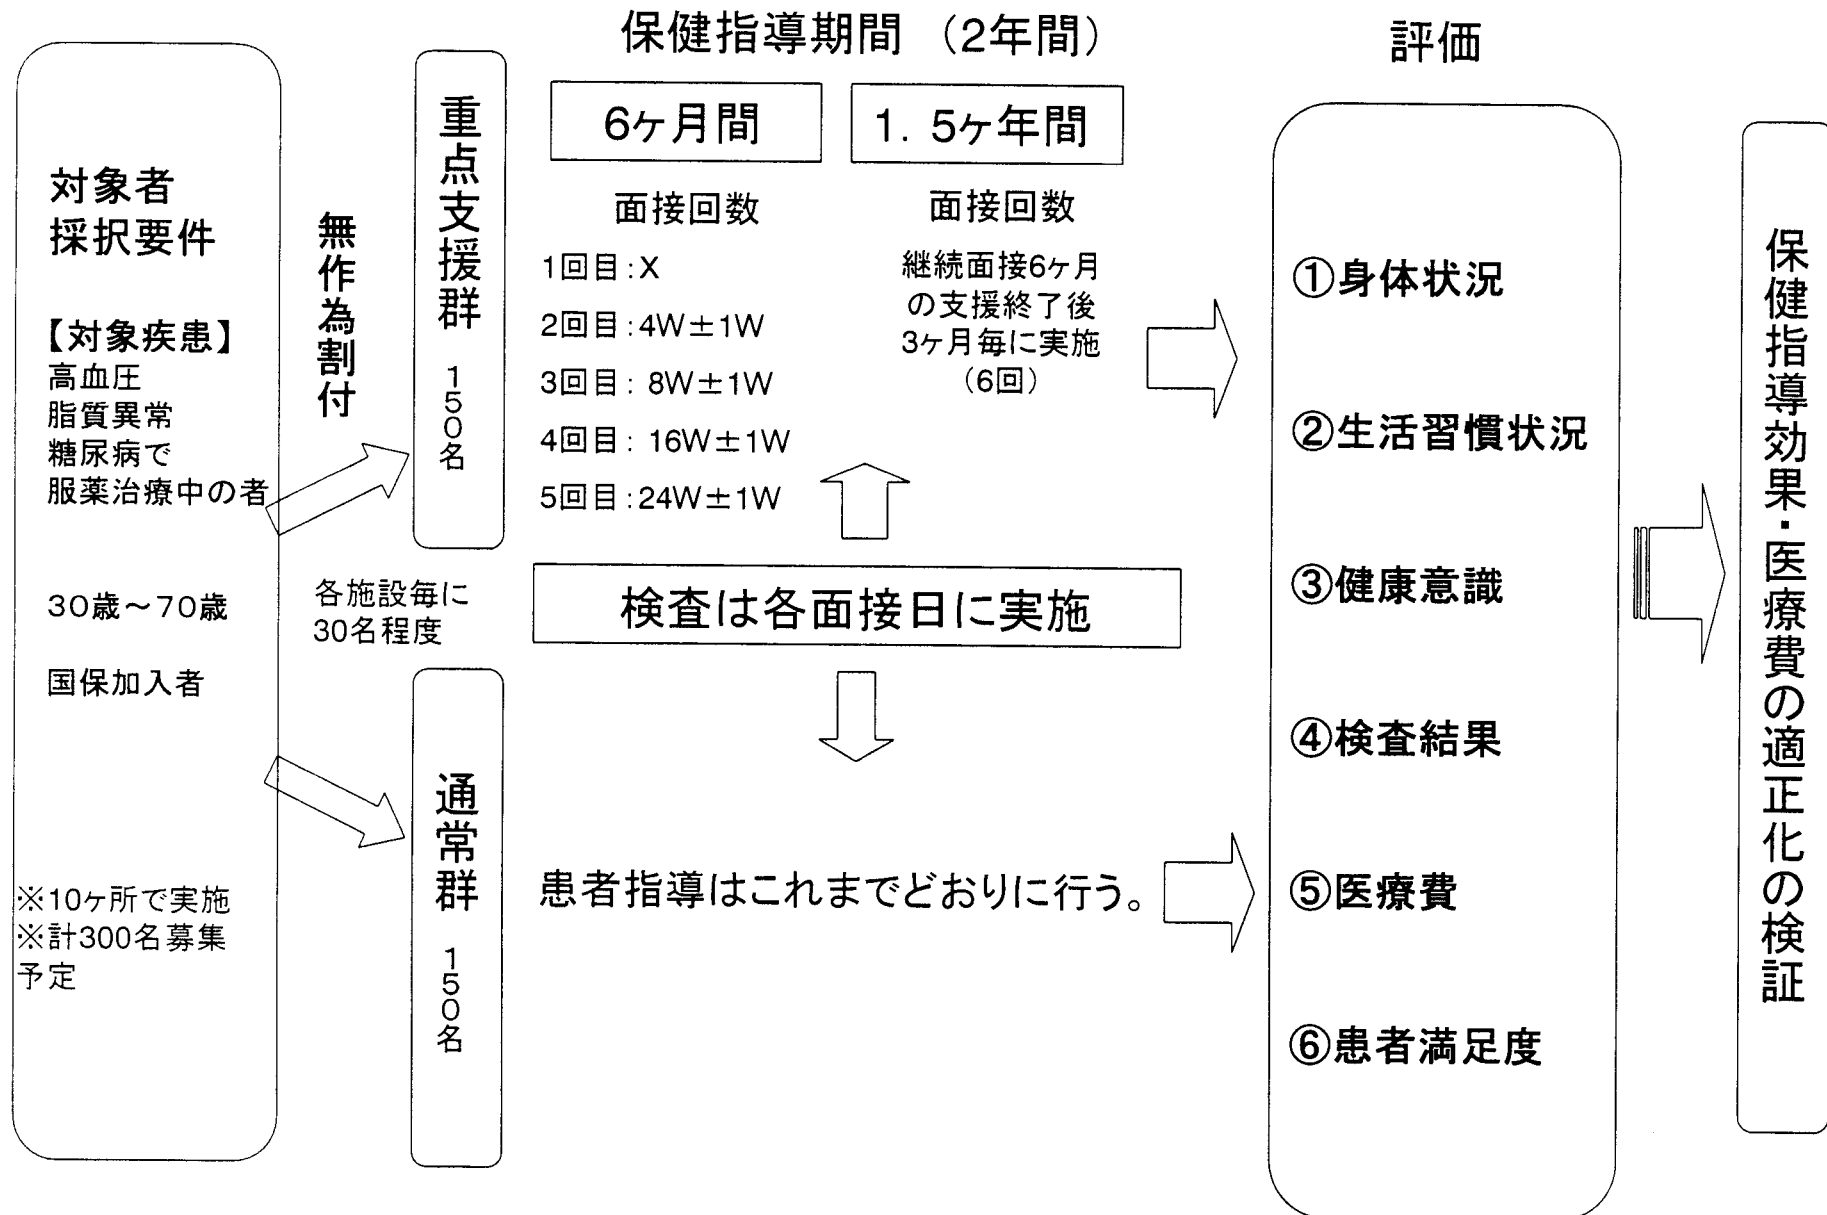 保健指導期間 （2年間）
評価
対象者
採択要件
【対象疾患】
高血圧
脂質異常
糖尿病で
服薬治療中の者
30歳～70歳
国保加入者
※10ヶ所で実施
※計300名募集
予定
無作為割付
各施設毎に
30名程度
重点支援群 150名
6ヶ月間
面接回数
1回目：X
2回目：4W±1W
3回目： 8W±1W
4回目： 16W±1W
5回目：24W±1W
1．5ヶ年間
面接回数
継続面接6ヶ月
の支援終了後
3ヶ月毎に実施
（6回）
検査は各面接日に実施
通常群 150名
患者指導はこれまでどおりに行う。
①身体状況
②生活習慣状況
③健康意識
④検査結果
⑤医療費
⑥患者満足度
保健指導効果・医療費の適正化の検証